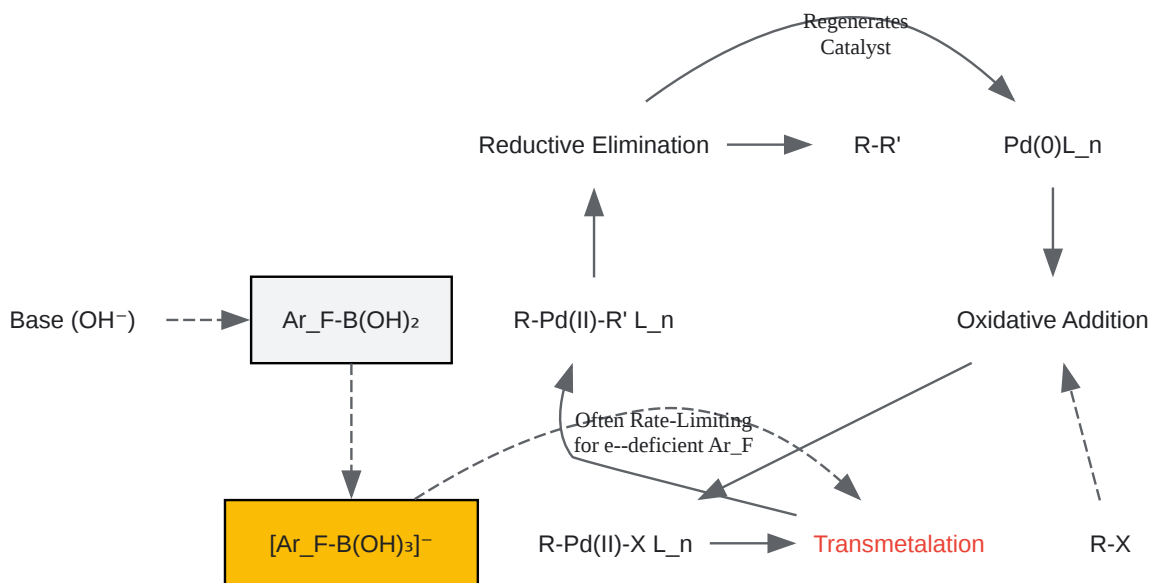 Regenerates
Catalyst
Reductive Elimination
R-R'
Pd(0)L_n
Base (OH⁻)
Ar_F-B(OH)₂
R-Pd(II)-R' L_n
Oxidative Addition
Often Rate-Limiting
for e--deficient Ar_F
[Ar_F-B(OH)₃]⁻
R-Pd(II)-X L_n
Transmetalation
R-X